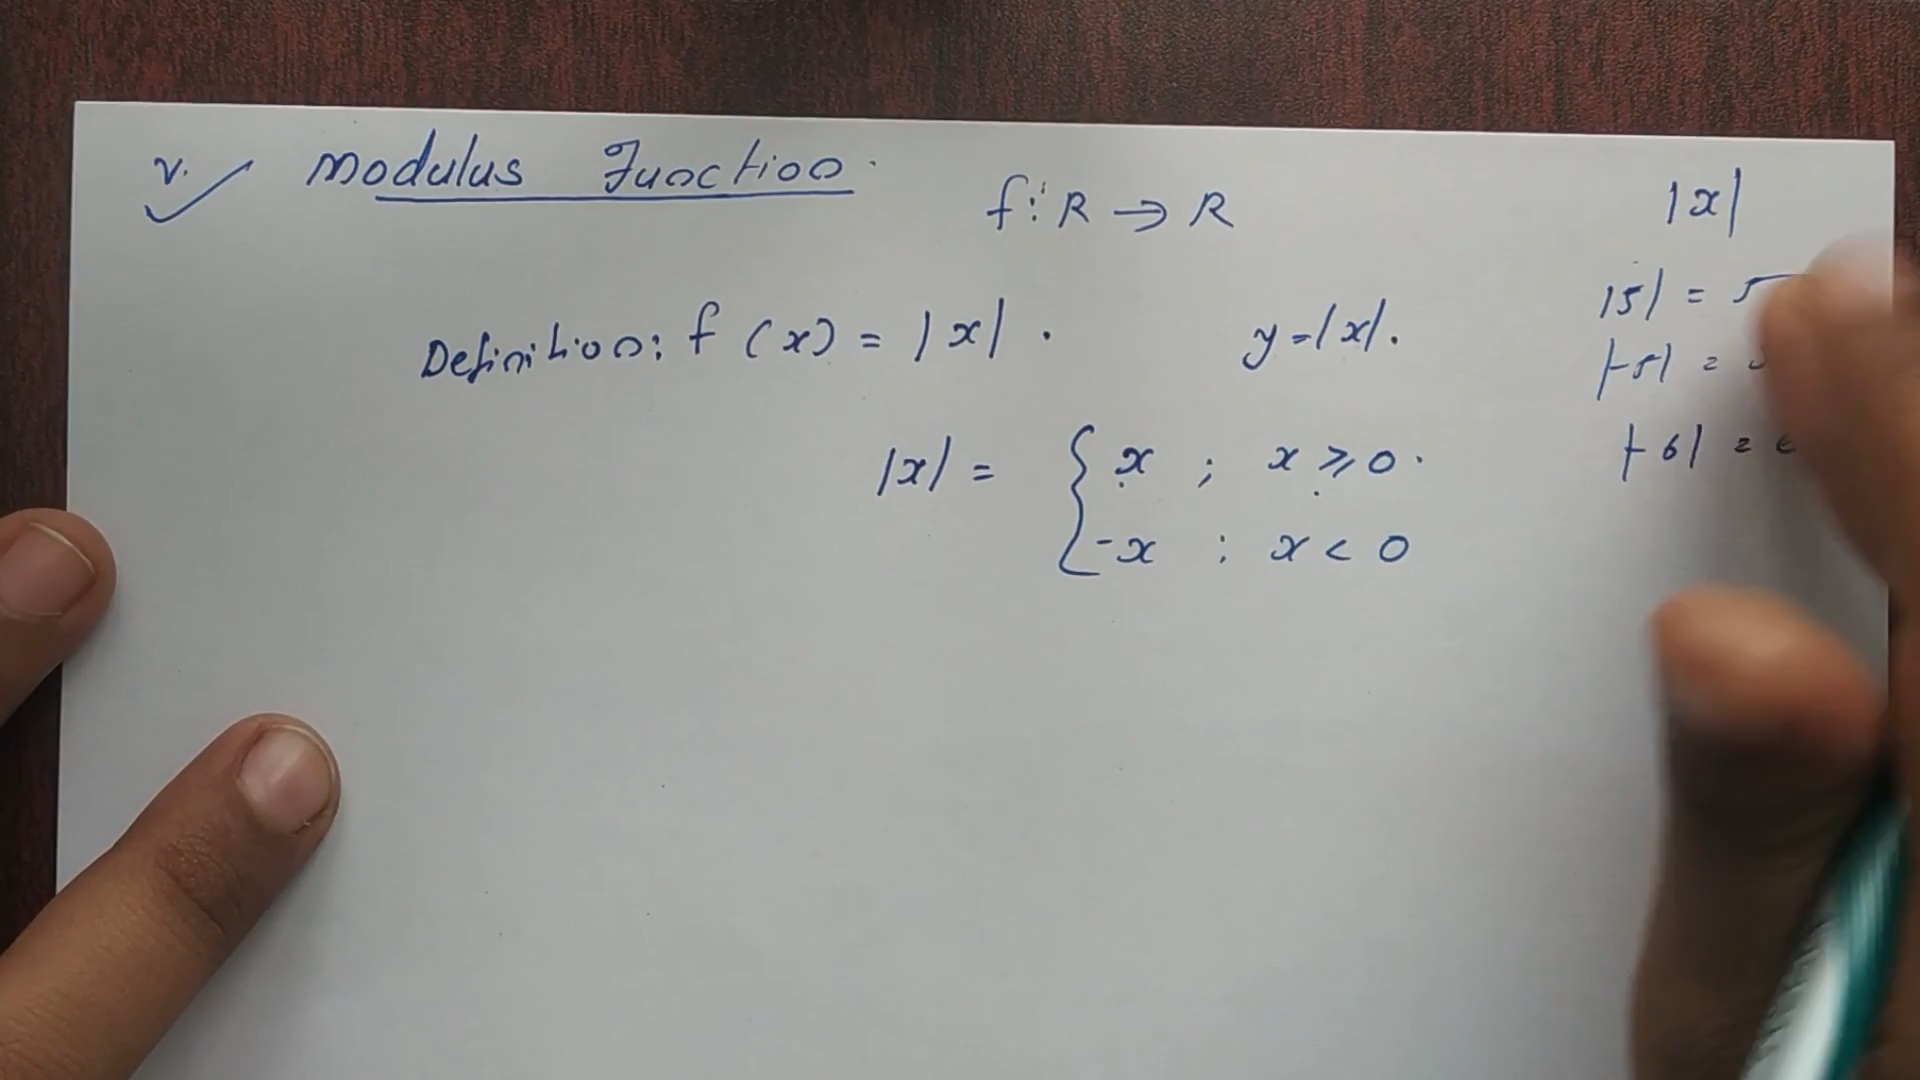 v. Modulus Function.
f: R → R
|x|
Definition: f(x) = |x|.
y = |x|.
|5| = 5
|-5| =
|-6| =
|x| = { x ; x ≥ 0.
-x : x < 0